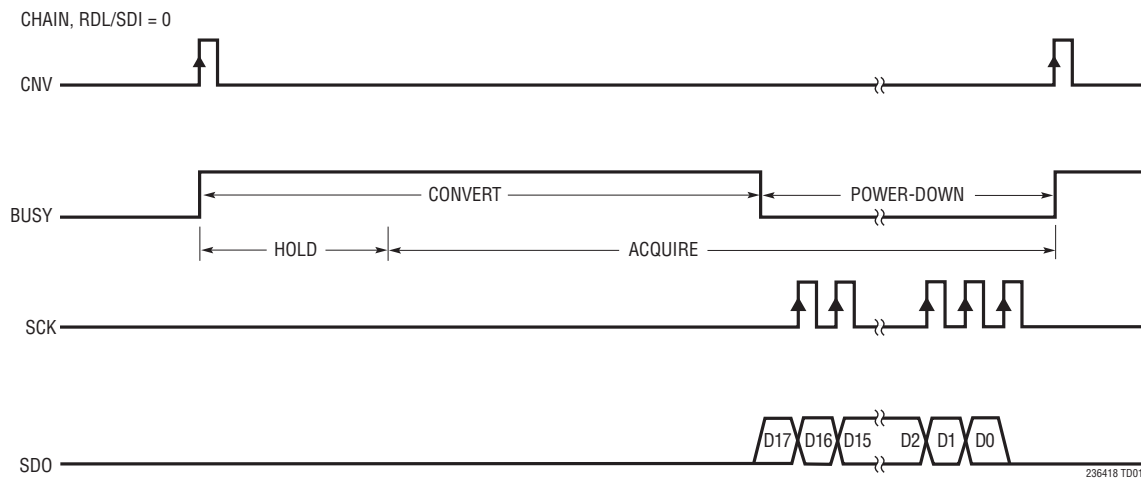 CHAIN, RDL/SDI = 0
CNV
BUSY
CONVERT
POWER-DOWN
HOLD
ACQUIRE
SCK
SDO
D17 D16 D15 D2 D1 D0
236418 TD01